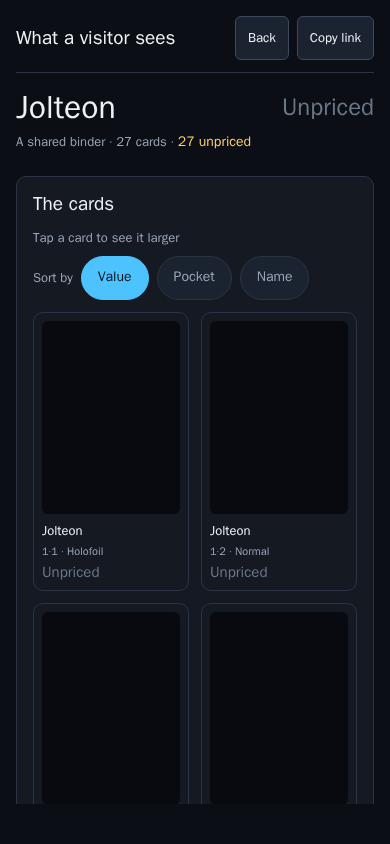 What a visitor sees
Back
Copy link
Jolteon
Unpriced
A shared binder · 27 cards · 27 unpriced
The cards
Tap a card to see it larger
Sort by
Value
Pocket
Name
Jolteon
1·1 · Holofoil
Unpriced
Jolteon
1·2 · Normal
Unpriced